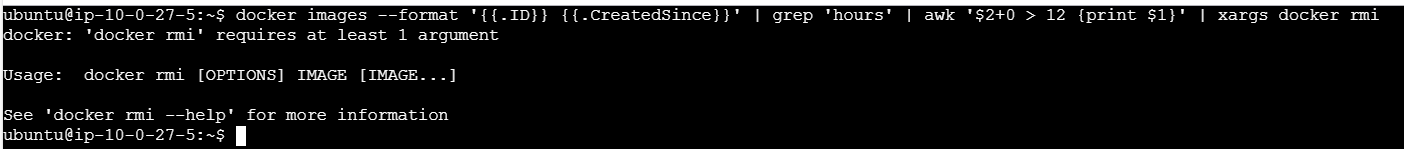 ubuntu@ip-10-0-27-5:~$ docker images --format '{{.ID}} {{.CreatedSince}}' | grep 'hours' | awk '$2+0 > 12 {print $1}' | xargs docker rmi
docker: 'docker rmi' requires at least 1 argument
Usage:  docker rmi [OPTIONS] IMAGE [IMAGE...]
See 'docker rmi --help' for more information
ubuntu@ip-10-0-27-5:~$